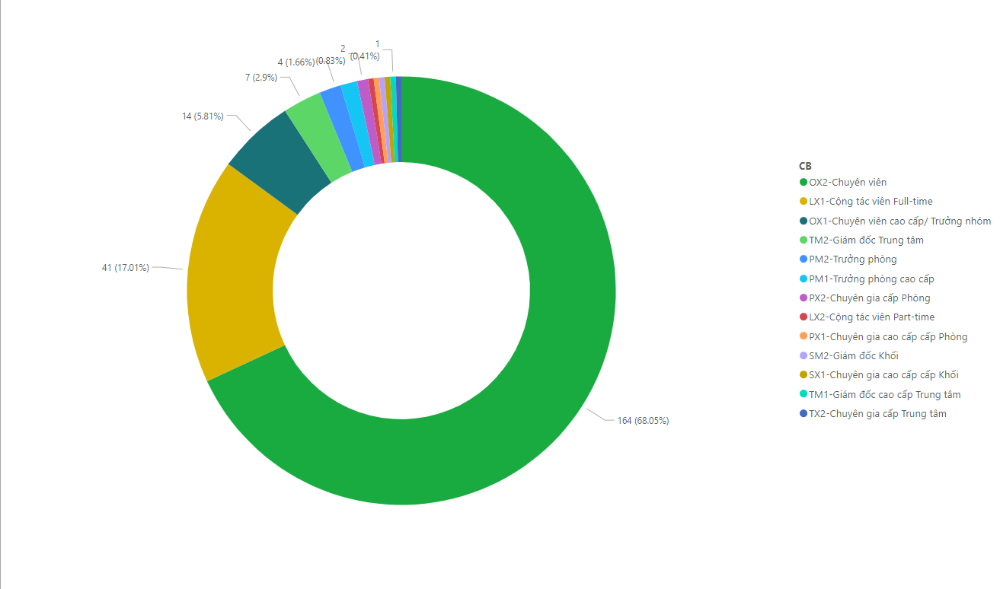 1
(0.41%)
2
(0.83%)
4 (1.66%)
7 (2.9%)
14 (5.81%)
41 (17.01%)
164 (68.05%)
CB
OX2-Chuyên viên
LX1-Cộng tác viên Full-time
OX1-Chuyên viên cao cấp/ Trưởng nhóm
TM2-Giám đốc Trung tâm
PM2-Trưởng phòng
PM1-Trưởng phòng cao cấp
PX2-Chuyên gia cấp Phòng
LX2-Cộng tác viên Part-time
PX1-Chuyên gia cao cấp cấp Phòng
SM2-Giám đốc Khối
SX1-Chuyên gia cao cấp cấp Khối
TM1-Giám đốc cao cấp Trung tâm
TX2-Chuyên gia cấp Trung tâm